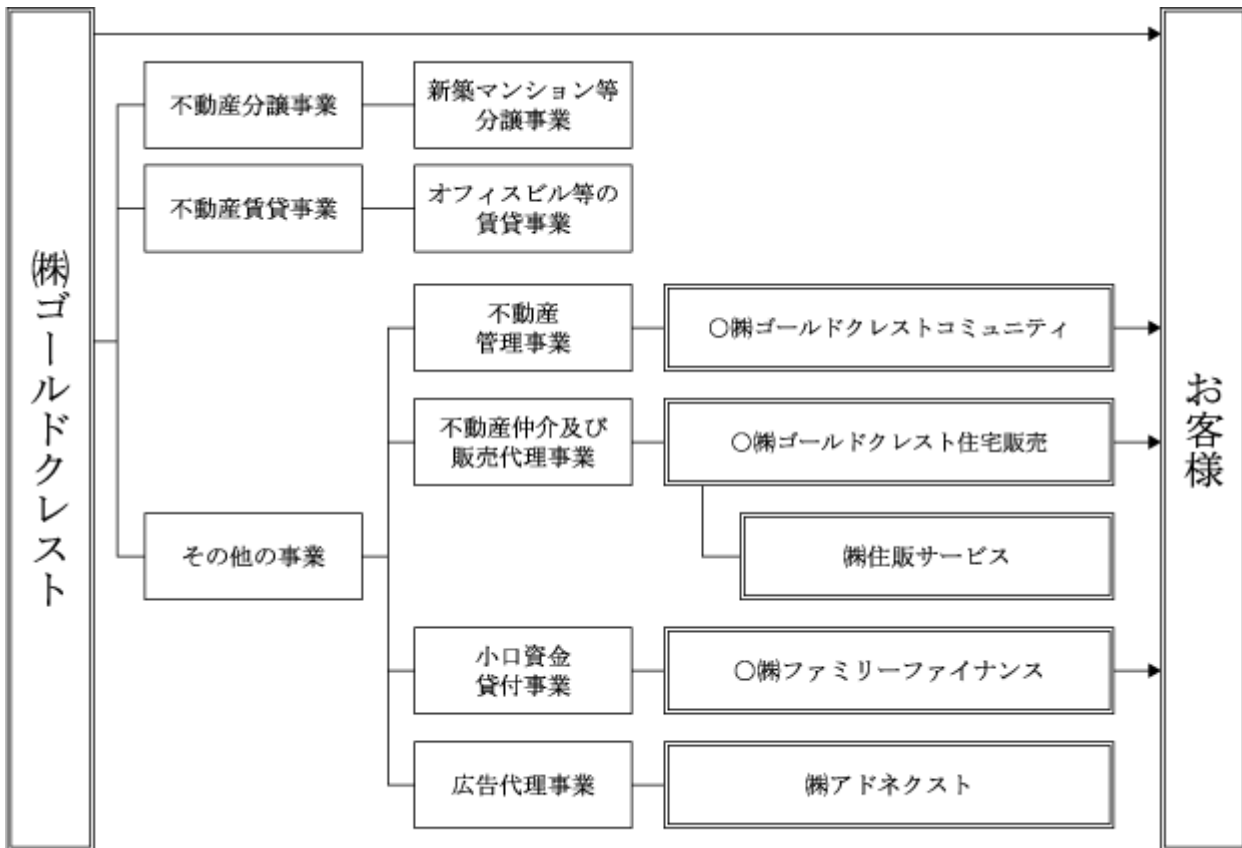 ㈱ゴールドクレスト
不動産分譲事業
新築マンション等
分譲事業
不動産賃貸事業
オフィスビル等の
賃貸事業
その他の事業
不動産
管理事業
○㈱ゴールドクレストコミュニティ
不動産仲介及び
販売代理事業
○㈱ゴールドクレスト住宅販売
㈱住販サービス
小口資金
貸付事業
○㈱ファミリーファイナンス
広告代理事業
㈱アドネクスト
お客様